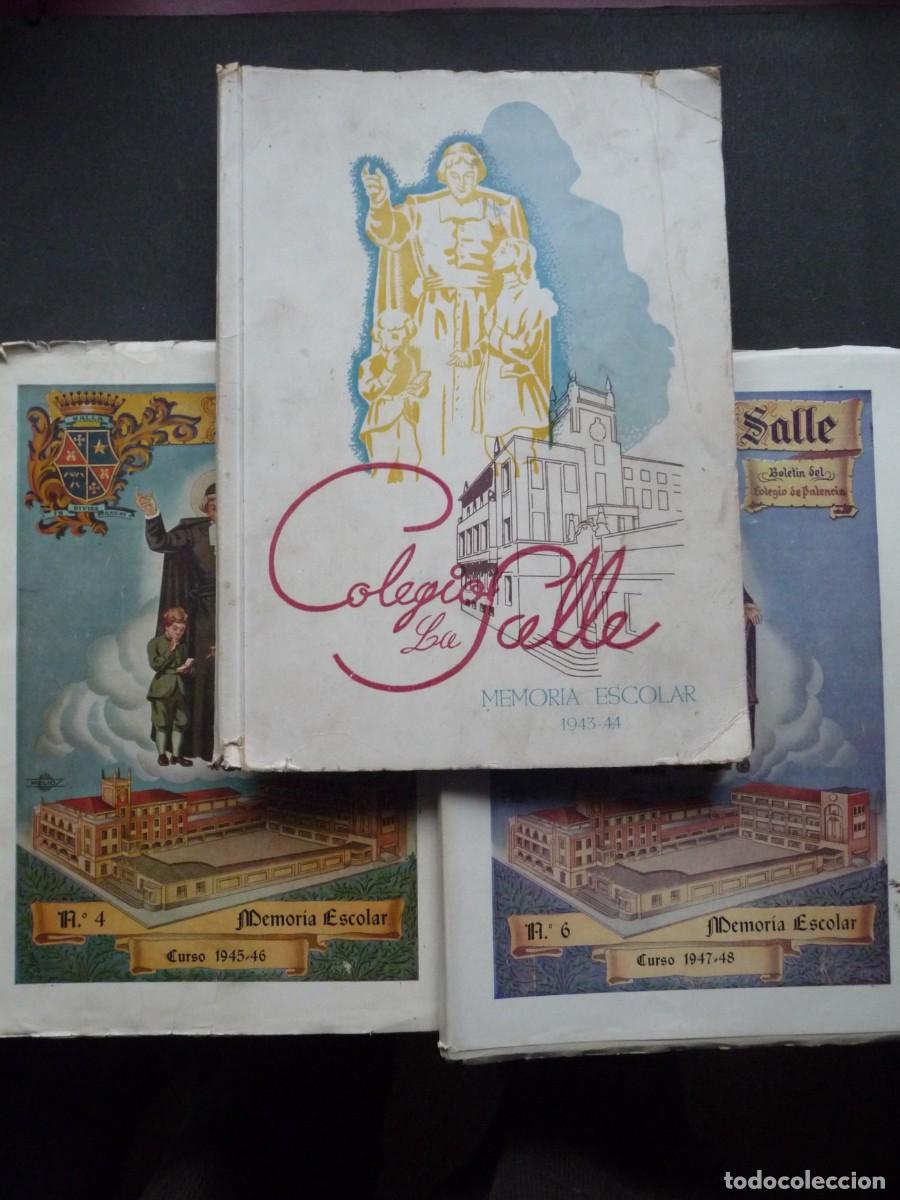 Colegio
La Salle
MEMORIA ESCOLAR
1943-44
N.º 4 Memoria Escolar
Curso 1945-46
Salle
Boletín del
Colegio de Palencia
N.º 6 Memoria Escolar
Curso 1947-48
todocoleccion